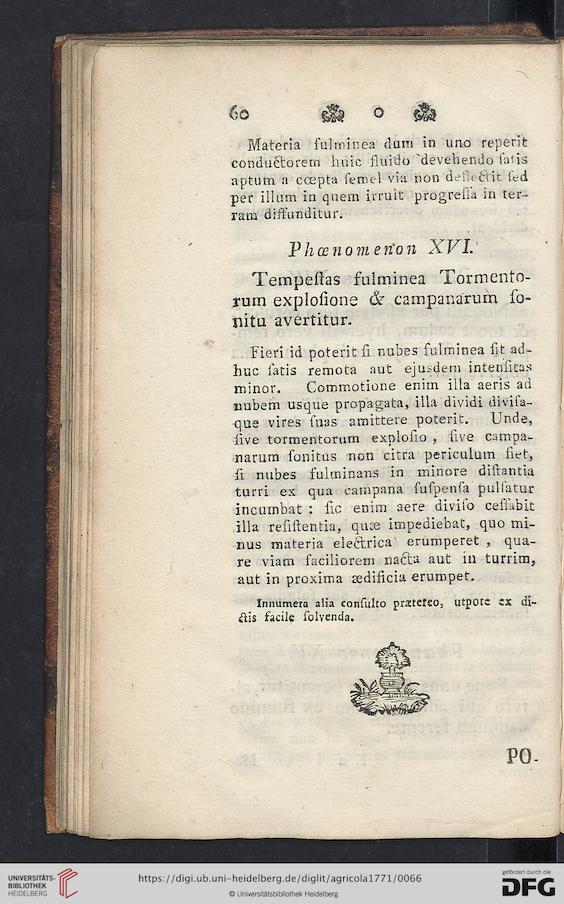 60 o
Materia fulminea dum in uno reperit
conductorem huic fluido devehendo ſatis
aptum a cœpta ſemel via non deflectit ſed
per illum in quem irruit progreſſa in ter-
ram diffunditur.
Phœnomenon XVI.
Tempeſtas fulminea Tormento-
rum exploſione & campanarum ſo-
nitu avertitur.
Fieri id poterit ſi nubes fulminea ſit ad-
huc ſatis remota aut ejusdem intenſitas
minor. Commotione enim illa aeris ad
nubem usque propagata, illa dividi diviſa-
que vires ſuas amittere poterit. Unde,
ſive tormentorum exploſio , ſive campa-
narum ſonitus non citra periculum fiet,
ſi nubes fulminans in minore diſtantia
turri ex qua campana ſuſpenſa pulſatur
incumbat : ſic enim aere diviſo ceſſabit
illa reſiſtentia, quæ impediebat, quo mi-
nus materia electrica erumperet , qua-
re viam faciliorem nacta aut in turrim,
aut in proxima ædificia erumpet.
Innumera alia conſulto prætereo, utpote ex di-
ctis facile ſolvenda.
PO-
UNIVERSITÄTS-
BIBLIOTHEK
HEIDELBERG
https://digi.ub.uni-heidelberg.de/diglit/agricola1771/0066
© Universitätsbibliothek Heidelberg
gefördert durch die
DFG